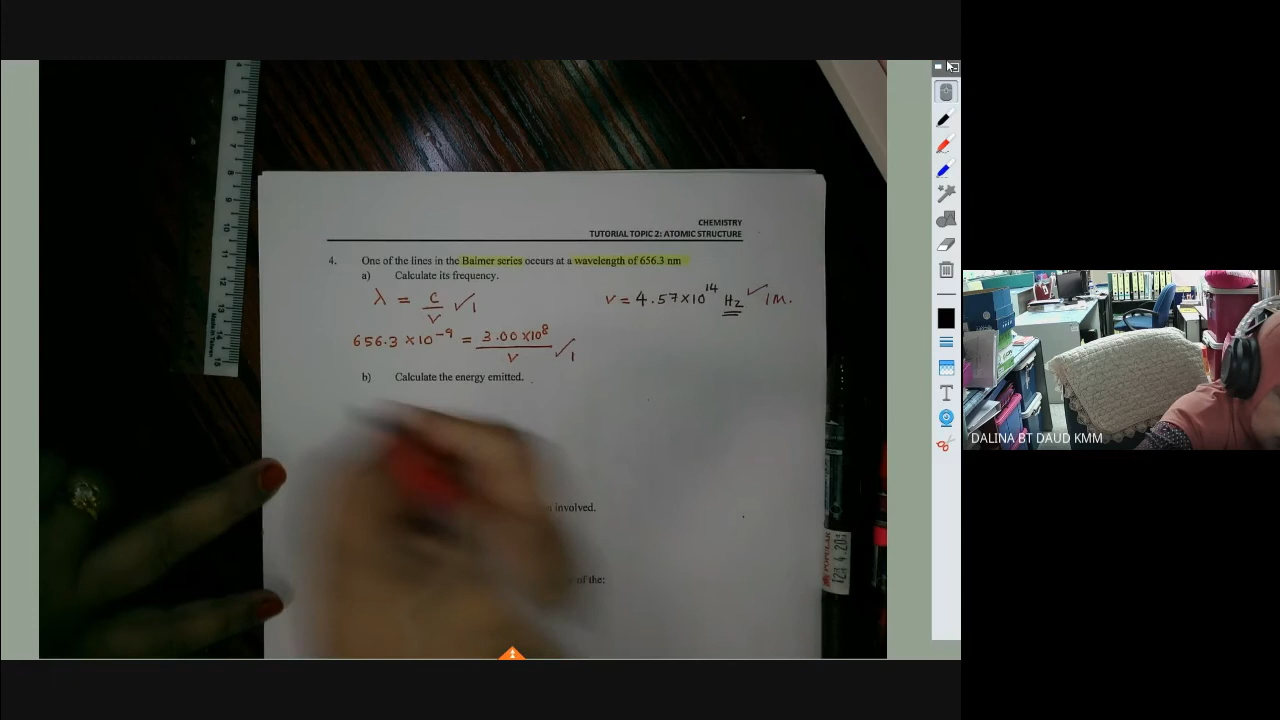 CHEMISTRY
TUTORIAL TOPIC 2: ATOMIC STRUCTURE
4. One of the lines in the Balmer series occurs at a wavelength of 656.3 nm
a) Calculate its frequency.
λ = c/ν ✓1
ν = 4.57×10¹⁴ Hz ✓1M.
656.3 ×10⁻⁹ = 3.00×10⁸/ν ✓1
b) Calculate the energy emitted.
involved.
of the:
POPULAR
DALINA BT DAUD KMM
T